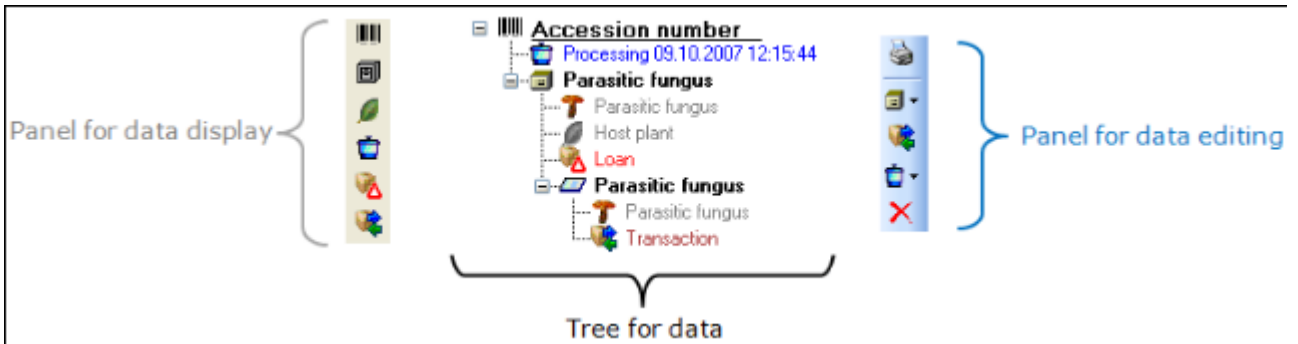 Accession number
Processing 09.10.2007 12:15:44
Parasitic fungus
Parasitic fungus
Panel for data display
Host plant
Panel for data editing
Loan
Parasitic fungus
Parasitic fungus
Transaction
Tree for data